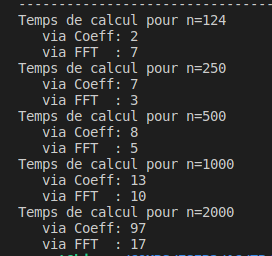 --------------------------------
Temps de calcul pour n=124
   via Coeff: 2
   via FFT  : 7
Temps de calcul pour n=250
   via Coeff: 7
   via FFT  : 3
Temps de calcul pour n=500
   via Coeff: 8
   via FFT  : 5
Temps de calcul pour n=1000
   via Coeff: 13
   via FFT  : 10
Temps de calcul pour n=2000
   via Coeff: 97
   via FFT  : 17